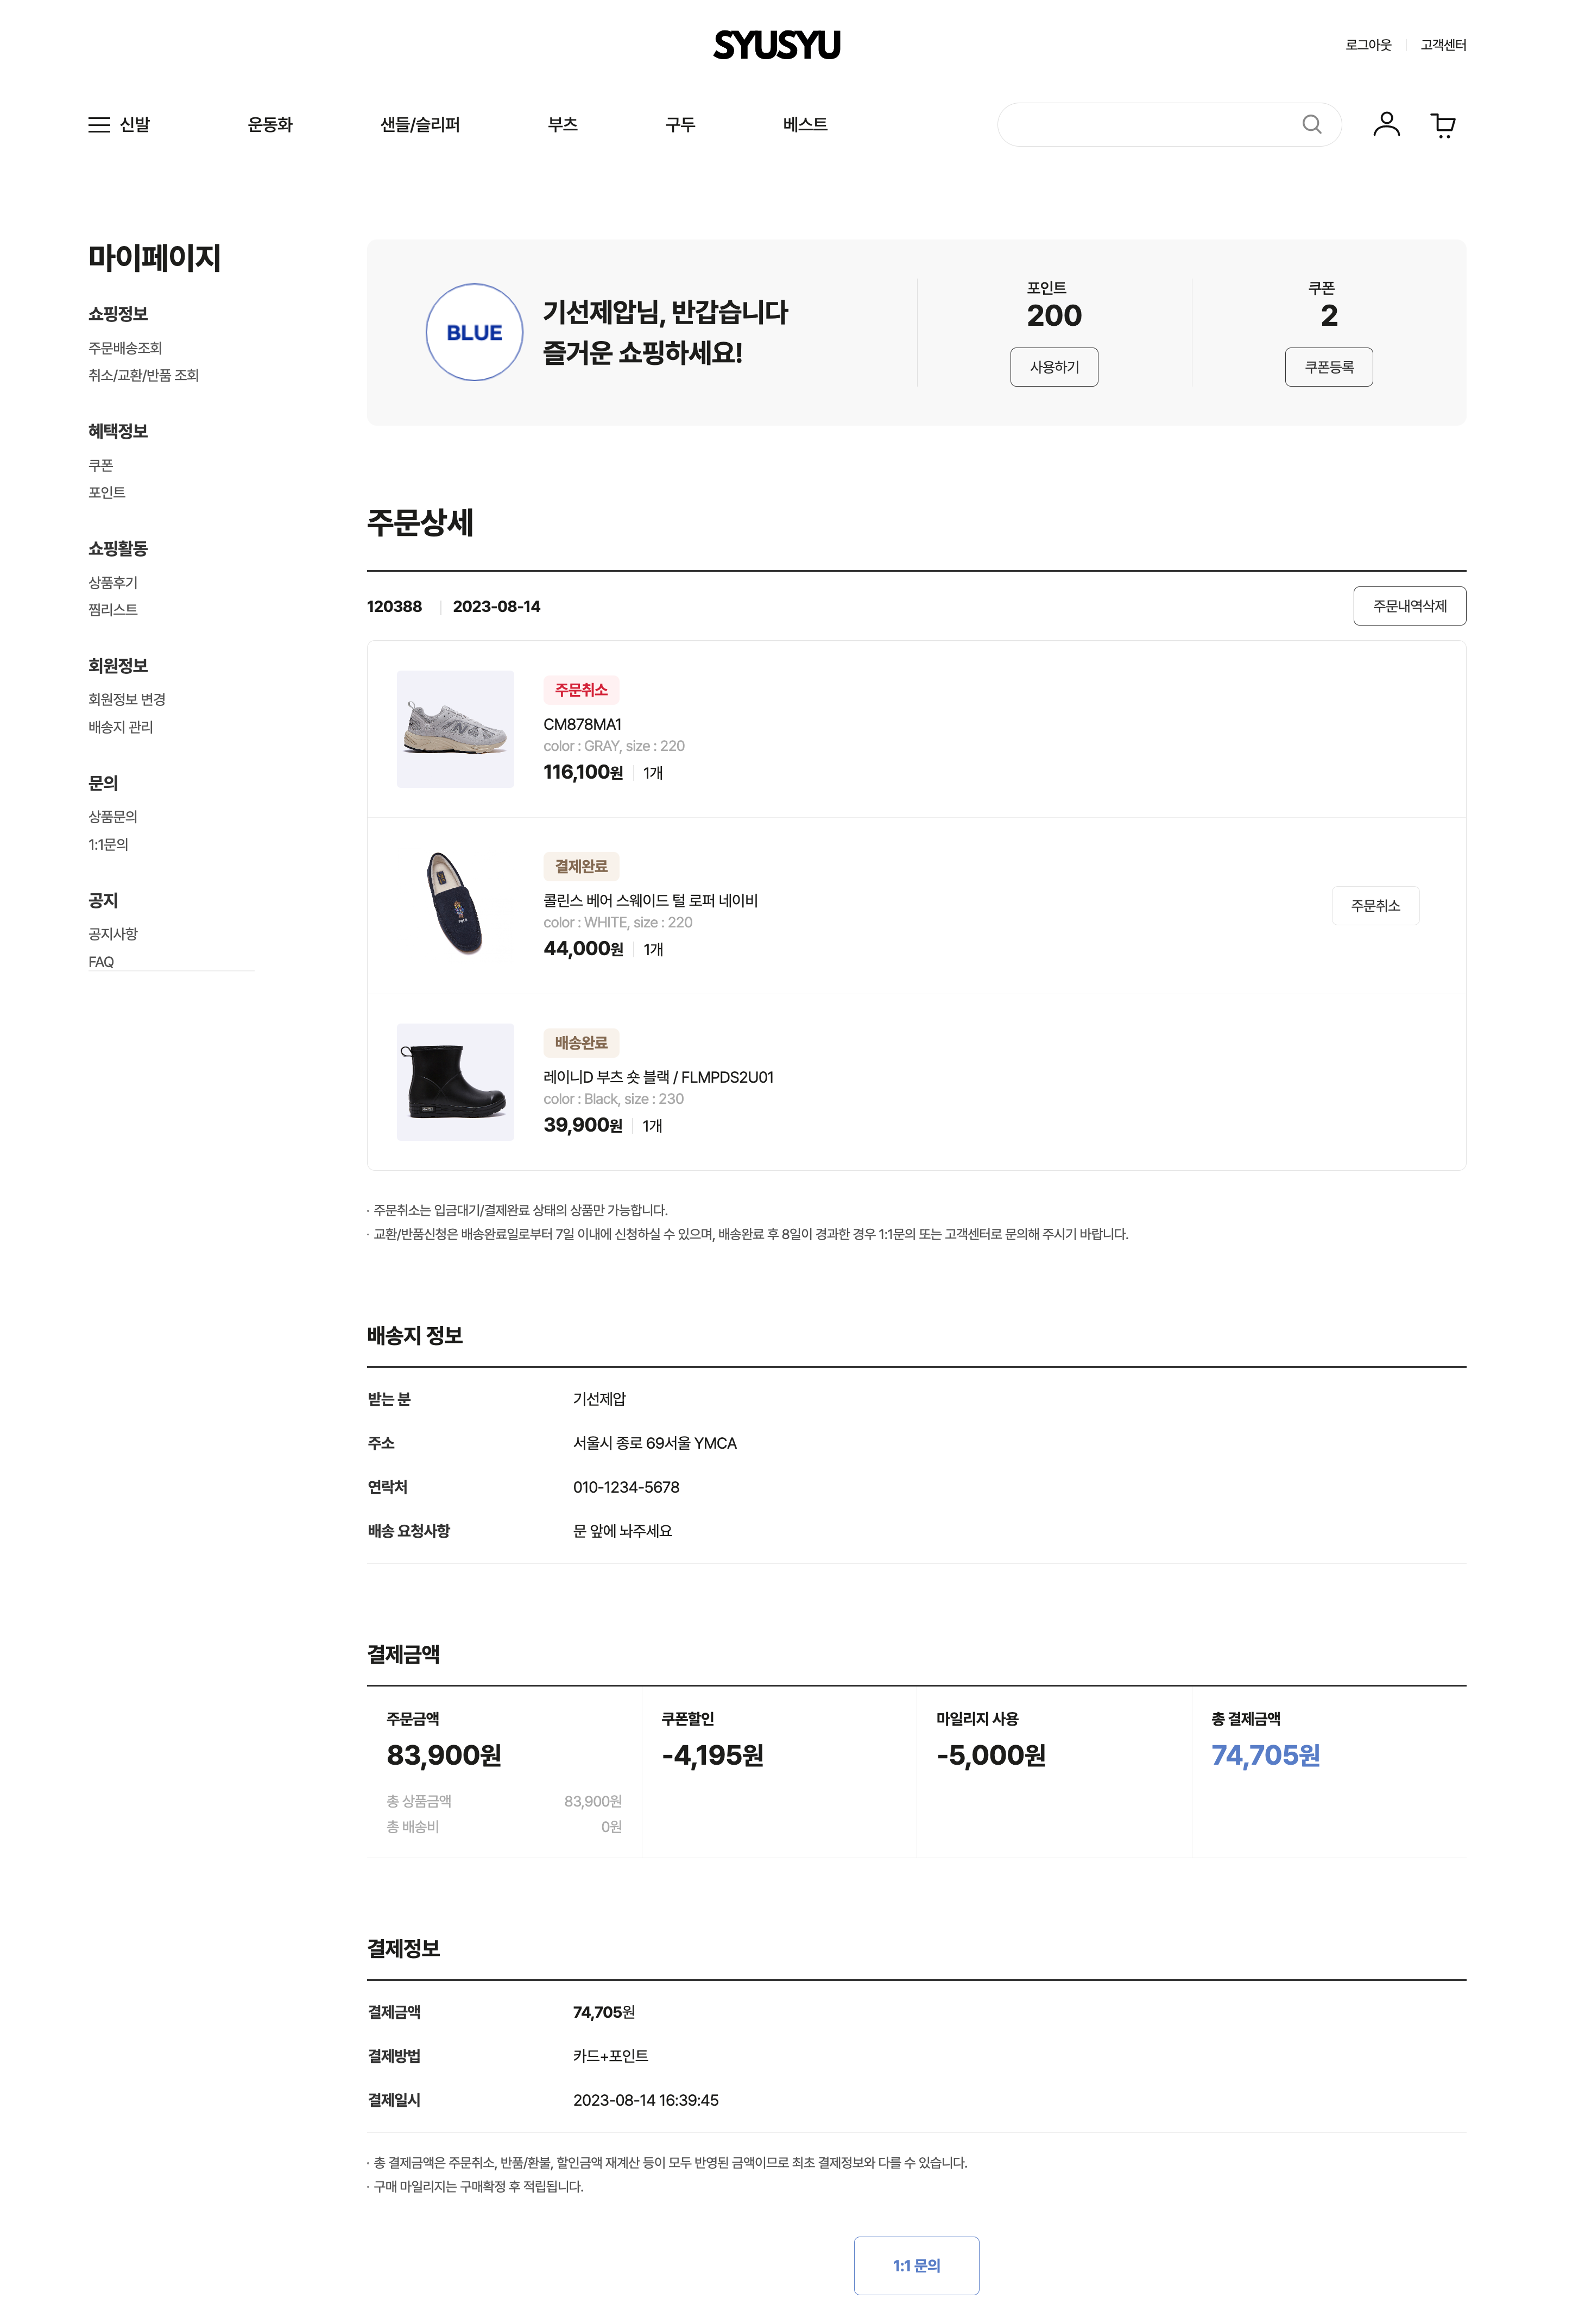 SYUSYU
로그아웃
고객센터
신발
운동화
샌들/슬리퍼
부츠
구두
베스트
마이페이지
쇼핑정보
주문배송조회
취소/교환/반품 조회
혜택정보
쿠폰
포인트
쇼핑활동
상품후기
찜리스트
회원정보
회원정보 변경
배송지 관리
문의
상품문의
1:1문의
공지
공지사항
FAQ
BLUE
기선제압님, 반갑습니다
즐거운 쇼핑하세요!
포인트
200
사용하기
쿠폰
2
쿠폰등록
주문상세
120388
2023-08-14
주문내역삭제
주문취소
CM878MA1
color : GRAY, size : 220
116,100원
1개
결제완료
콜린스 베어 스웨이드 털 로퍼 네이비
color : WHITE, size : 220
44,000원
1개
주문취소
배송완료
레이니D 부츠 숏 블랙 / FLMPDS2U01
color : Black, size : 230
39,900원
1개
· 주문취소는 입금대기/결제완료 상태의 상품만 가능합니다.
· 교환/반품신청은 배송완료일로부터 7일 이내에 신청하실 수 있으며, 배송완료 후 8일이 경과한 경우 1:1문의 또는 고객센터로 문의해 주시기 바랍니다.
배송지 정보
받는 분
기선제압
주소
서울시 종로 69서울 YMCA
연락처
010-1234-5678
배송 요청사항
문 앞에 놔주세요
결제금액
주문금액
83,900원
총 상품금액
83,900원
총 배송비
0원
쿠폰할인
-4,195원
마일리지 사용
-5,000원
총 결제금액
74,705원
결제정보
결제금액
74,705원
결제방법
카드+포인트
결제일시
2023-08-14 16:39:45
· 총 결제금액은 주문취소, 반품/환불, 할인금액 재계산 등이 모두 반영된 금액이므로 최초 결제정보와 다를 수 있습니다.
· 구매 마일리지는 구매확정 후 적립됩니다.
1:1 문의